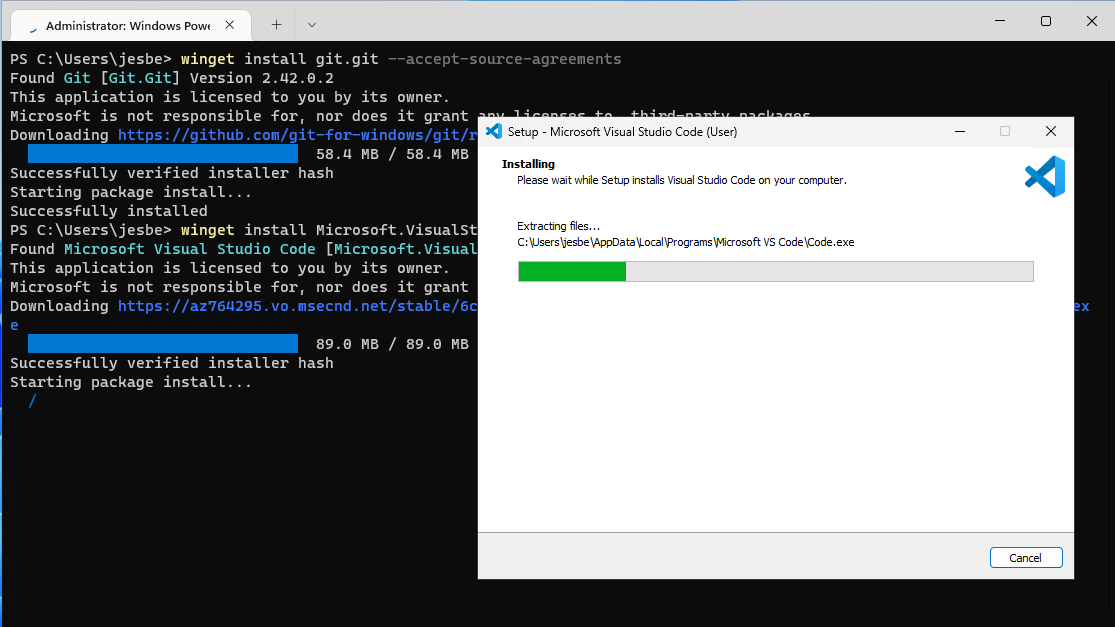 Administrator: Windows Powe
PS C:\Users\jesbe> winget install git.git --accept-source-agreements
Found Git [Git.Git] Version 2.42.0.2
This application is licensed to you by its owner.
Microsoft is not responsible for, nor does it grant any licenses to, third-party packages.
Downloading https://github.com/git-for-windows/git/r
58.4 MB / 58.4 MB
Successfully verified installer hash
Starting package install...
Successfully installed
PS C:\Users\jesbe> winget install Microsoft.VisualSt
Found Microsoft Visual Studio Code [Microsoft.Visual
This application is licensed to you by its owner.
Microsoft is not responsible for, nor does it grant
Downloading https://az764295.vo.msecnd.net/stable/6c
ex
e
89.0 MB / 89.0 MB
Successfully verified installer hash
Starting package install...
/
Setup - Microsoft Visual Studio Code (User)
Installing
Please wait while Setup installs Visual Studio Code on your computer.
Extracting files...
C:\Users\jesbe\AppData\Local\Programs\Microsoft VS Code\Code.exe
Cancel